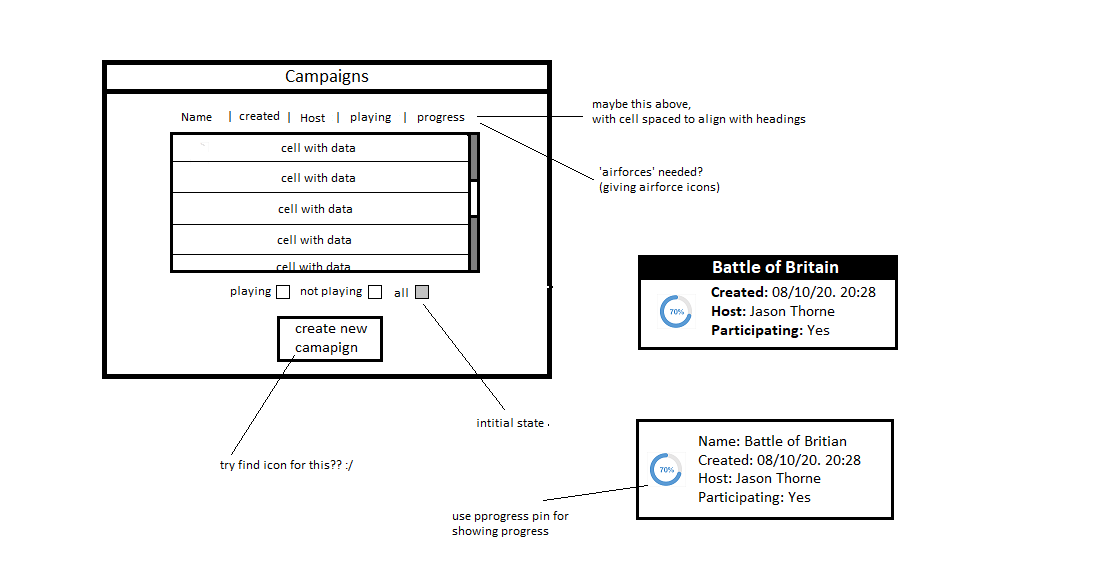 Campaigns
Name | created | Host | playing | progress
cell with data
cell with data
cell with data
cell with data
cell with data
playing not playing all
create new
camapign
maybe this above,
with cell spaced to align with headings
'airforces' needed?
(giving airforce icons)
Battle of Britain
Created: 08/10/20. 20:28
70%
Host: Jason Thorne
Participating: Yes
intitial state .
try find icon for this?? :/
Name: Battle of Britian
Created: 08/10/20. 20:28
70%
Host: Jason Thorne
Participating: Yes
use pprogress pin for
showing progress